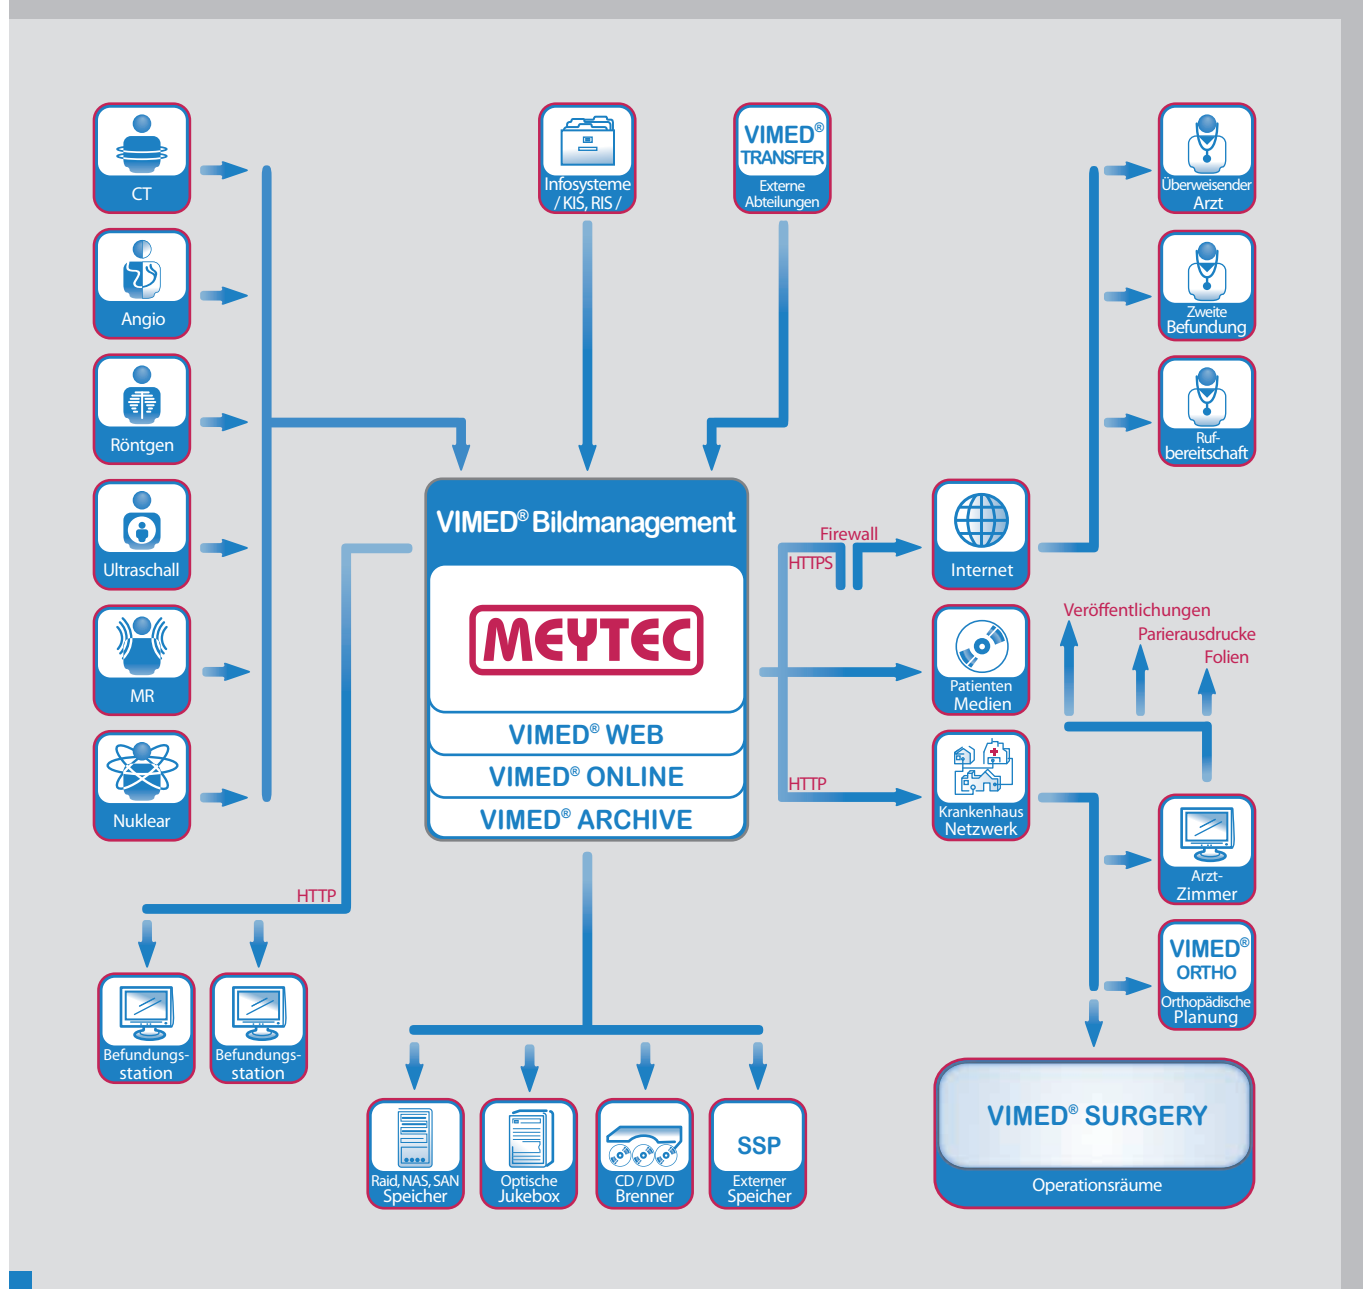 CT
Angio
Röntgen
Ultraschall
MR
Nuklear
Infosysteme
/ KIS, RIS /
VIMED®
TRANSFER
Externe
Abteilungen
Überweisender
Arzt
Zweite
Befundung
Ruf-
bereitschaft
VIMED® Bildmanagement
MEYTEC
VIMED® WEB
VIMED® ONLINE
VIMED® ARCHIVE
Firewall
HTTPS
Internet
Patienten
Medien
HTTP
Krankenhaus
Netzwerk
Veröffentlichungen
Parierausdrucke
Folien
Arzt-
Zimmer
VIMED®
ORTHO
Orthopädische
Planung
VIMED® SURGERY
Operationsräume
HTTP
Befundungs-
station
Befundungs-
station
Raid, NAS, SAN
Speicher
Optische
Jukebox
CD / DVD
Brenner
SSP
Externer
Speicher